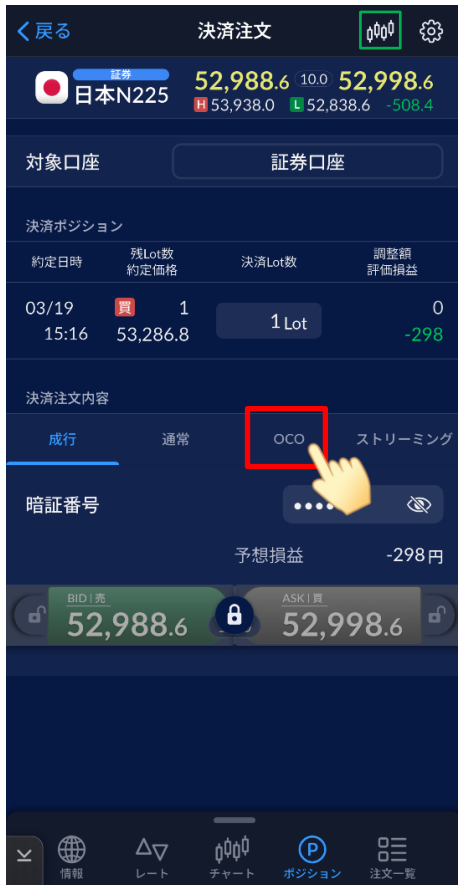 戻る 決済注文
証券
日本N225 52,988.6 10.0 52,998.6
H 53,938.0 L 52,838.6 -508.4
対象口座 証券口座
決済ポジション
約定日時 残Lot数 決済Lot数 調整額
約定価格 評価損益
03/19 買 1 1 Lot 0
15:16 53,286.8 -298
決済注文内容
成行 通常 OCO ストリーミング
暗証番号
予想損益 -298円
BID | 売 ASK | 買
52,988.6 52,998.6
P
情報 レート チャート ポジション 注文一覧